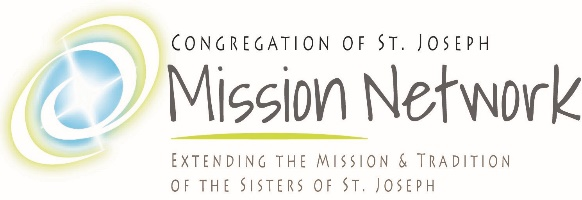 CONGREGATION OF ST. JOSEPH
Mission Network
EXTENDING THE MISSION & TRADITION
OF THE SISTERS OF ST. JOSEPH